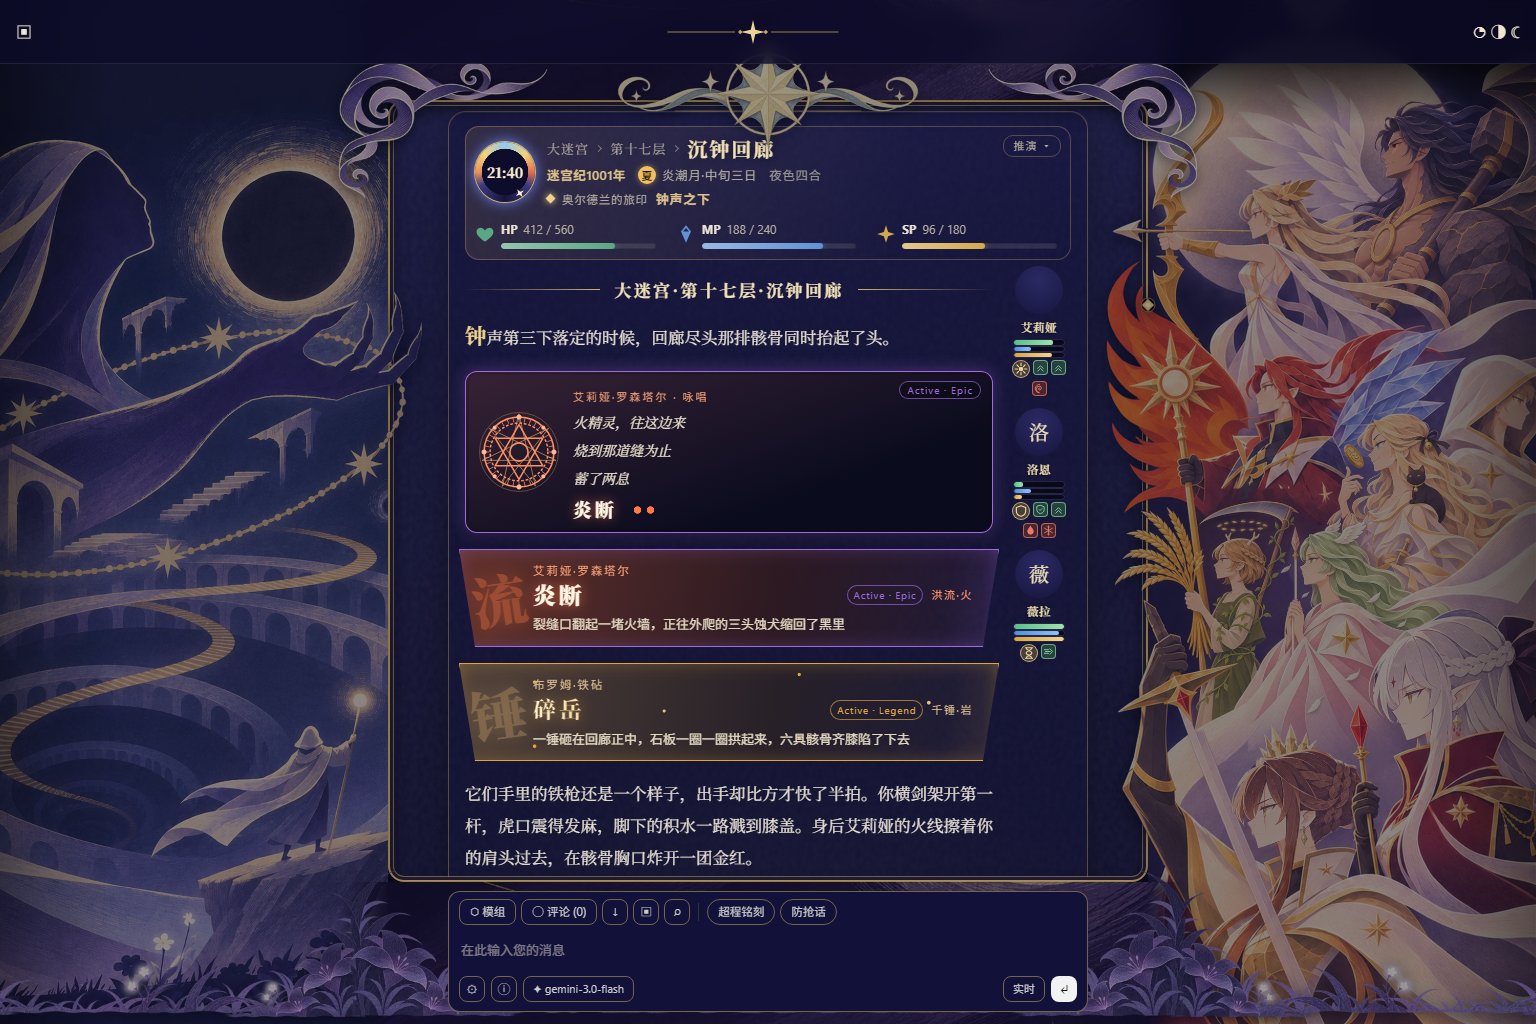 大迷宫 › 第十七层 › 沉钟回廊
推演
21:40
迷宫纪1001年 夏 炎潮月·中旬三日 夜色四合
奥尔德兰的旅印 钟声之下
HP 412 / 560
MP 188 / 240
SP 96 / 180
大迷宫·第十七层·沉钟回廊
钟声第三下落定的时候，回廊尽头那排骸骨同时抬起了头。
艾莉娅·罗森塔尔 · 咏唱
Active · Epic
火精灵，往这边来
烧到那道缝为止
蓄了两息
炎断
流
艾莉娅·罗森塔尔
炎断
Active · Epic 洪流·火
裂缝口翻起一堵火墙，正往外爬的三头蚀犬缩回了黑里
锤
布罗姆·铁砧
碎岳
Active · Legend 千锤·岩
一锤砸在回廊正中，石板一圈一圈拱起来，六具骸骨齐膝陷了下去
它们手里的铁枪还是一个样子，出手却比方才快了半拍。你横剑架开第一
杆，虎口震得发麻，脚下的积水一路溅到膝盖。身后艾莉娅的火线擦着你
的肩头过去，在骸骨胸口炸开一团金红。
艾莉娅
洛
洛恩
薇
薇拉
模组
评论 (0)
超程铭刻
防抢话
在此输入您的消息
gemini-3.0-flash
实时